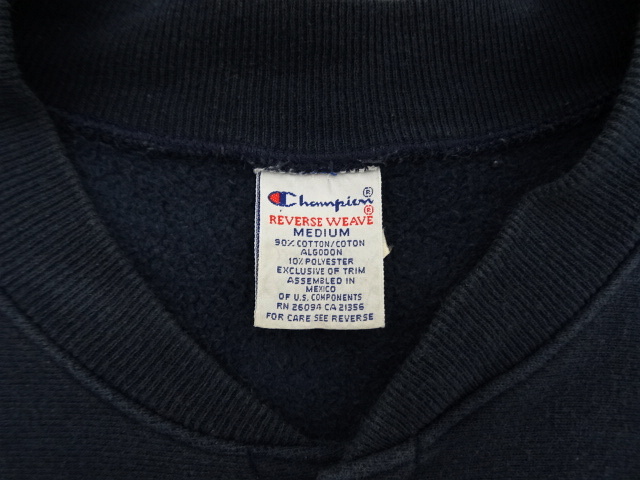 Champion®
REVERSE WEAVE®
MEDIUM
90% COTTON/COTON
ALGODON
10% POLYESTER
EXCLUSIVE OF TRIM
ASSEMBLED IN
MEXICO
OF U.S. COMPONENTS
RN 26094 CA 21356
FOR CARE SEE REVERSE